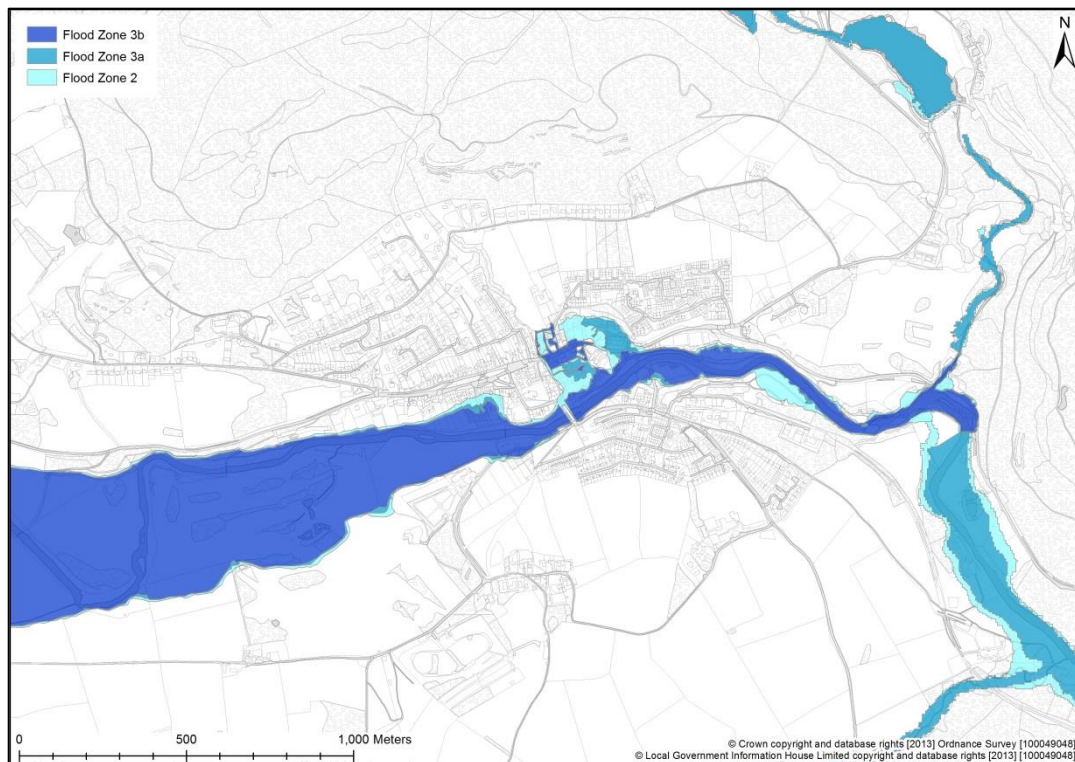 Flood Zone 3b
Flood Zone 3a
Flood Zone 2
N
0 500 1,000 Meters
© Crown copyright and database rights [2013] Ordnance Survey [100049048]
© Local Government Information House Limited copyright and database rights [2013] [100049048]